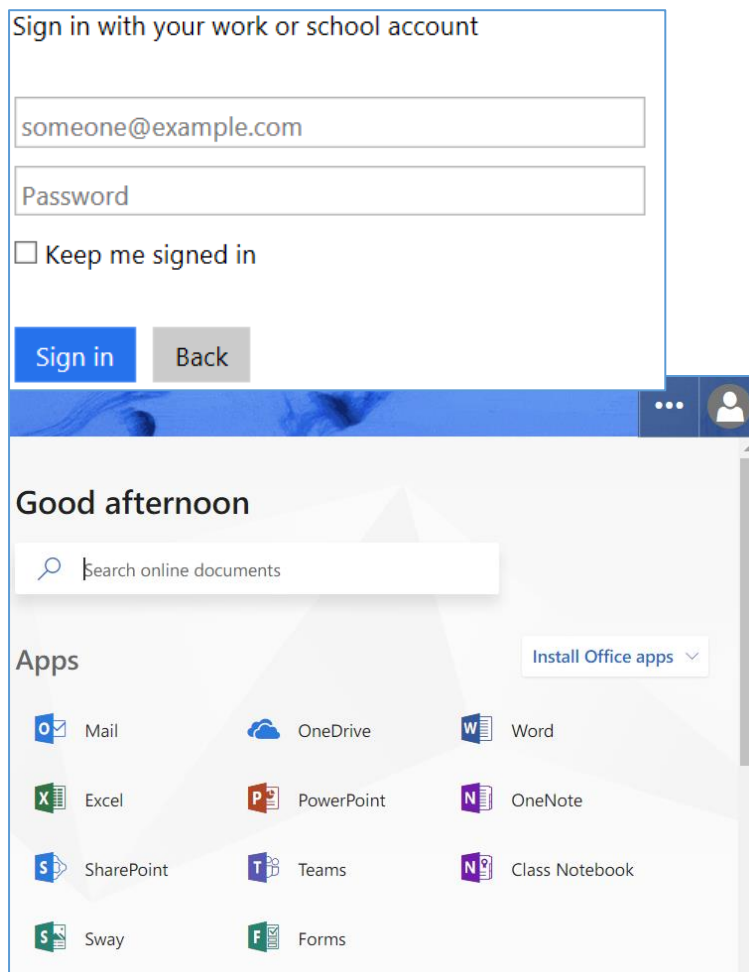 Sign in with your work or school account
someone@example.com
Password
Keep me signed in
Sign in Back
Good afternoon
Search online documents
Apps Install Office apps
Mail OneDrive Word
Excel PowerPoint OneNote
SharePoint Teams Class Notebook
Sway Forms